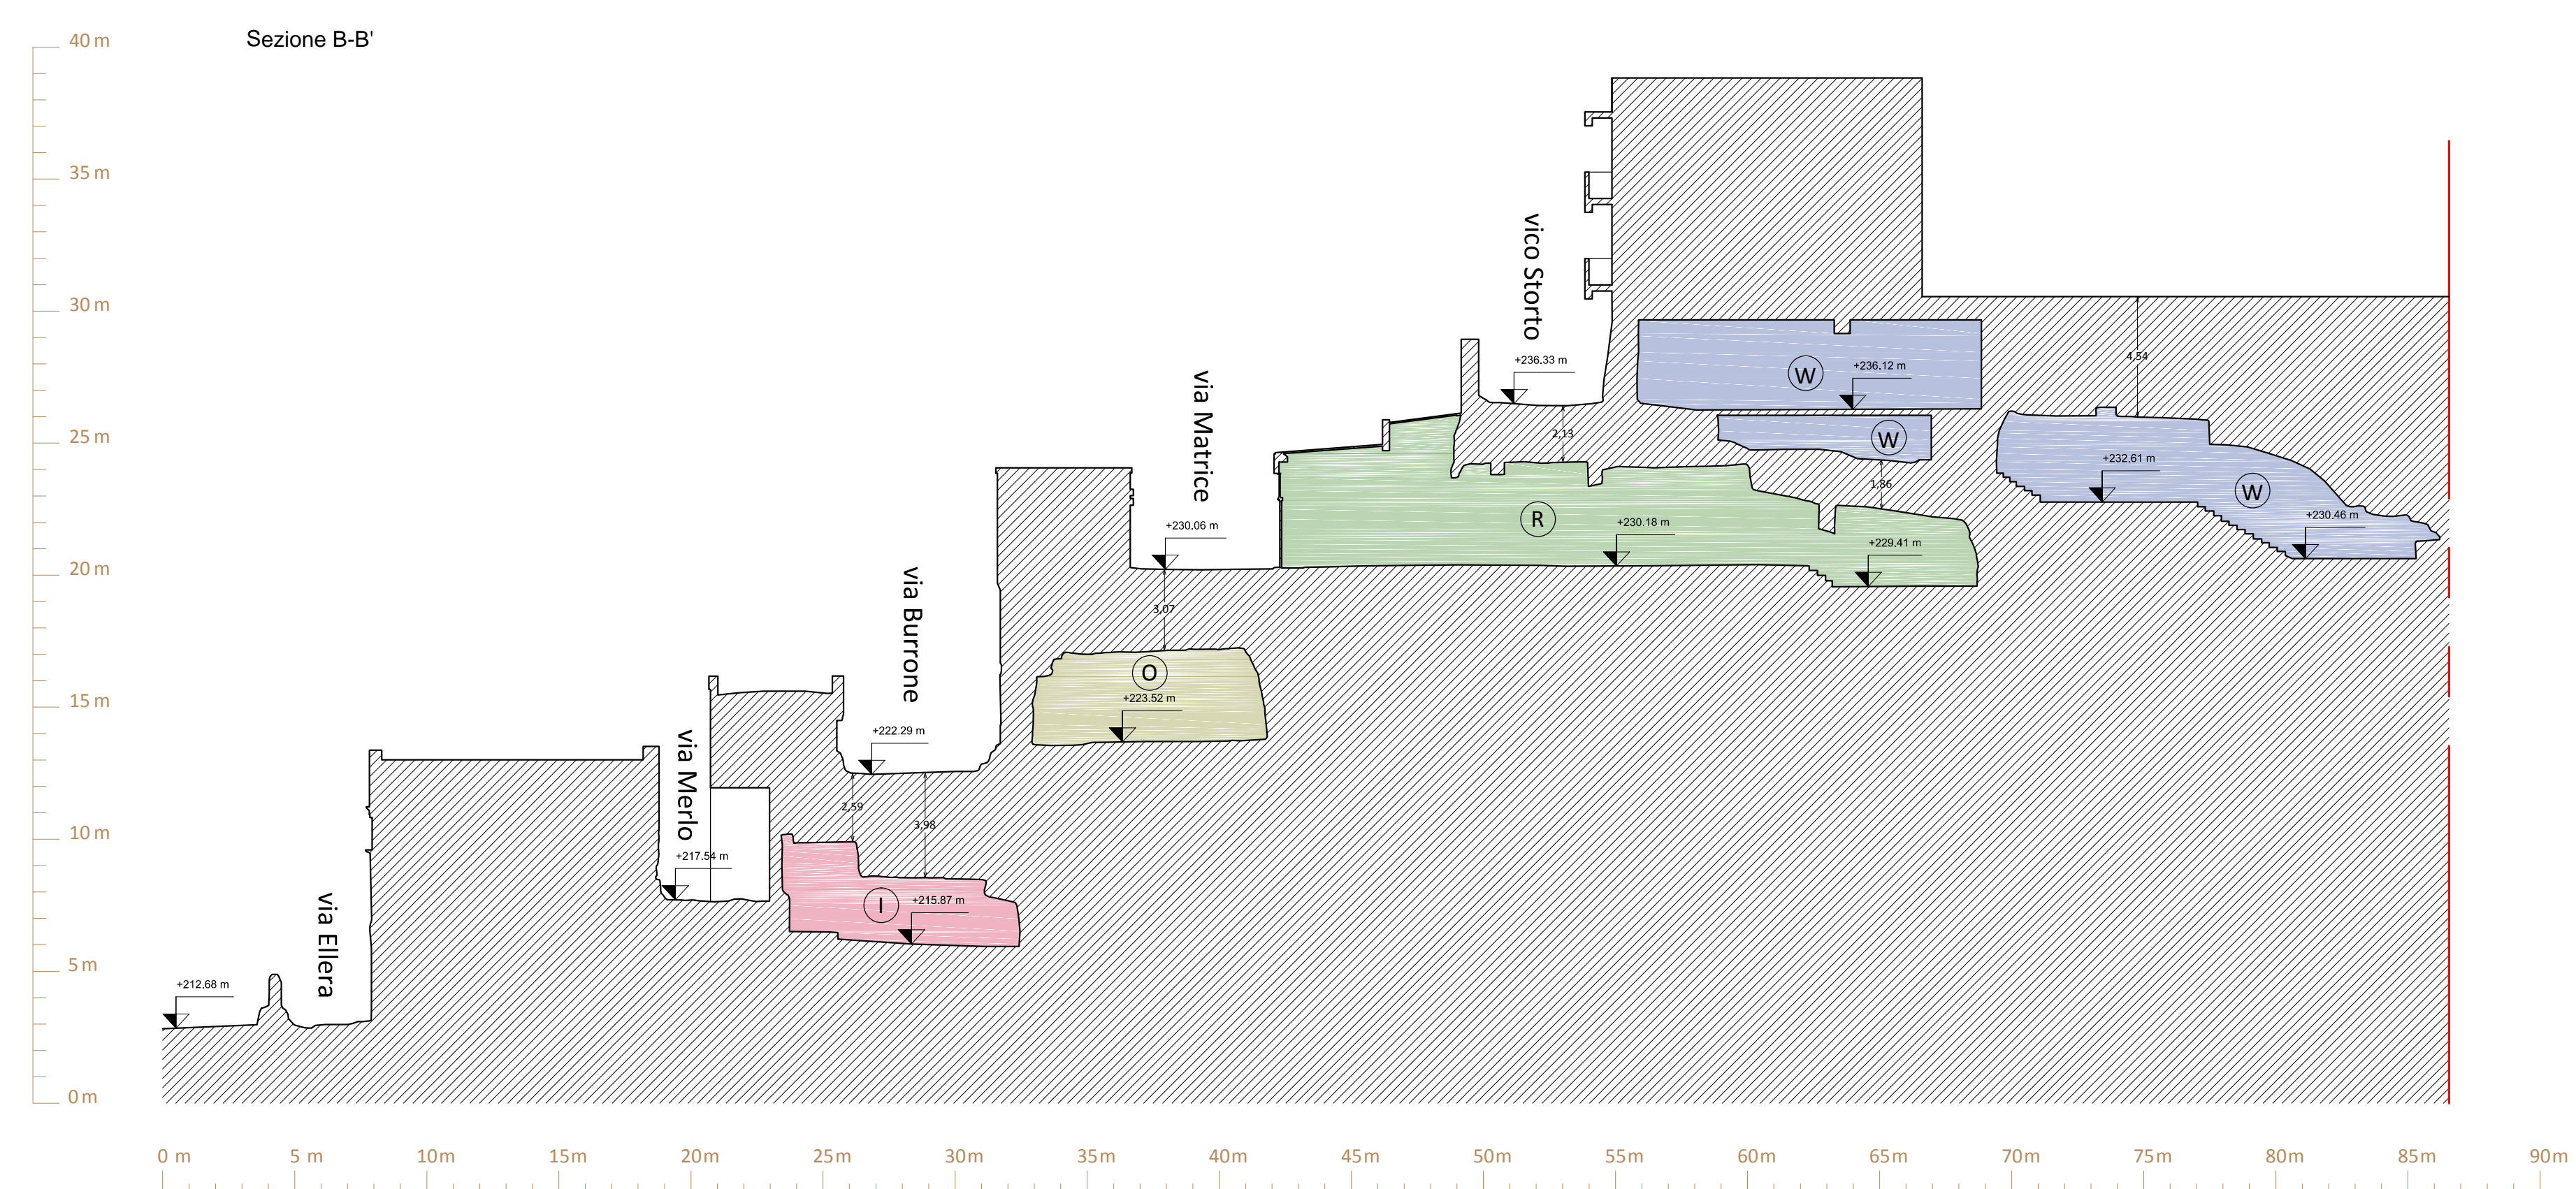 Sezione B-B'
40 m
35 m
30 m
25 m
20 m
15 m
10 m
5 m
0 m
via Ellera
via Merlo
via Burrone
via Matrice
vico Storto
+212.68 m
+217.54 m
+222.29 m
2,59
3,98
I
+215.87 m
+230.06 m
3,07
O
+223.52 m
+236.33 m
2,13
R
+230.18 m
+229.41 m
W
+236.12 m
W
1,86
4,54
+232.61 m
W
+230.46 m
0 m
5 m
10m
15m
20m
25m
30m
35m
40m
45m
50m
55m
60m
65m
70m
75m
80m
85m
90m